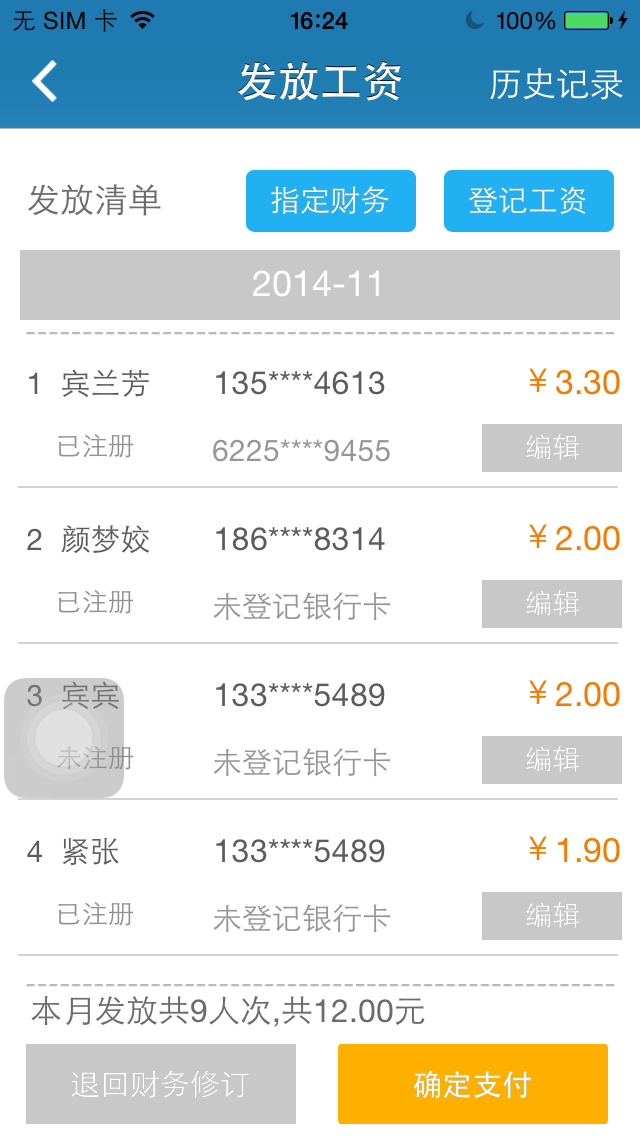 无 SIM 卡 16:24 100%
发放工资 历史记录
发放清单 指定财务 登记工资
2014-11
1 宾兰芳 135****4613 ￥3.30
已注册 6225****9455 编辑
2 颜梦姣 186****8314 ￥2.00
已注册 未登记银行卡 编辑
3 宾宾 133****5489 ￥2.00
未注册 未登记银行卡 编辑
4 紧张 133****5489 ￥1.90
已注册 未登记银行卡 编辑
本月发放共9人次,共12.00元
退回财务修订 确定支付